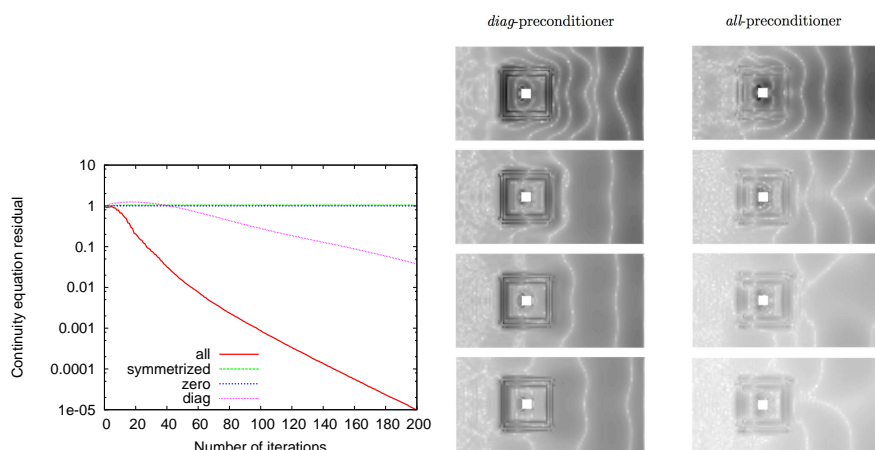 diag-preconditioner
all-preconditioner
Continuity equation residual
10
1
0.1
0.01
0.001
0.0001
1e-05
all
symmetrized
zero
diag
0 20 40 60 80 100 120 140 160 180 200
Number of iterations